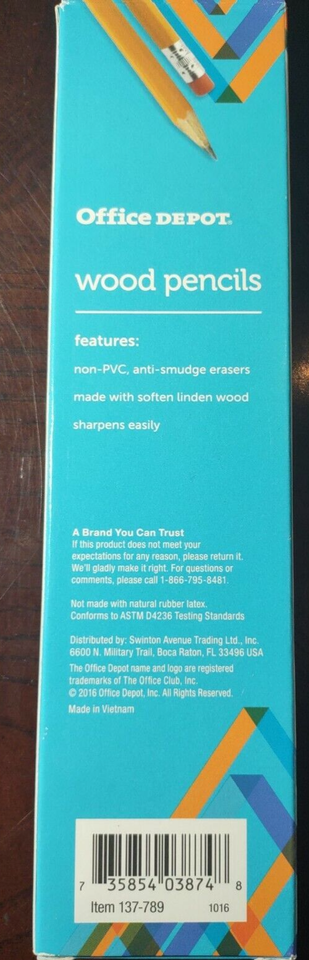 Office DEPOT®
wood pencils
features:
non-PVC, anti-smudge erasers
made with soften linden wood
sharpens easily
A Brand You Can Trust
If this product does not meet your
expectations for any reason, please return it.
We'll gladly make it right. For questions or
comments, please call 1-866-795-8481.
Not made with natural rubber latex.
Conforms to ASTM D4236 Testing Standards
Distributed by: Swinton Avenue Trading Ltd., Inc.
6600 N. Military Trail, Boca Raton, FL 33496 USA
The Office Depot name and logo are registered
trademarks of The Office Club, Inc.
© 2016 Office Depot, Inc. All Rights Reserved.
Made in Vietnam
7 35854 03874 8
Item 137-789 1016